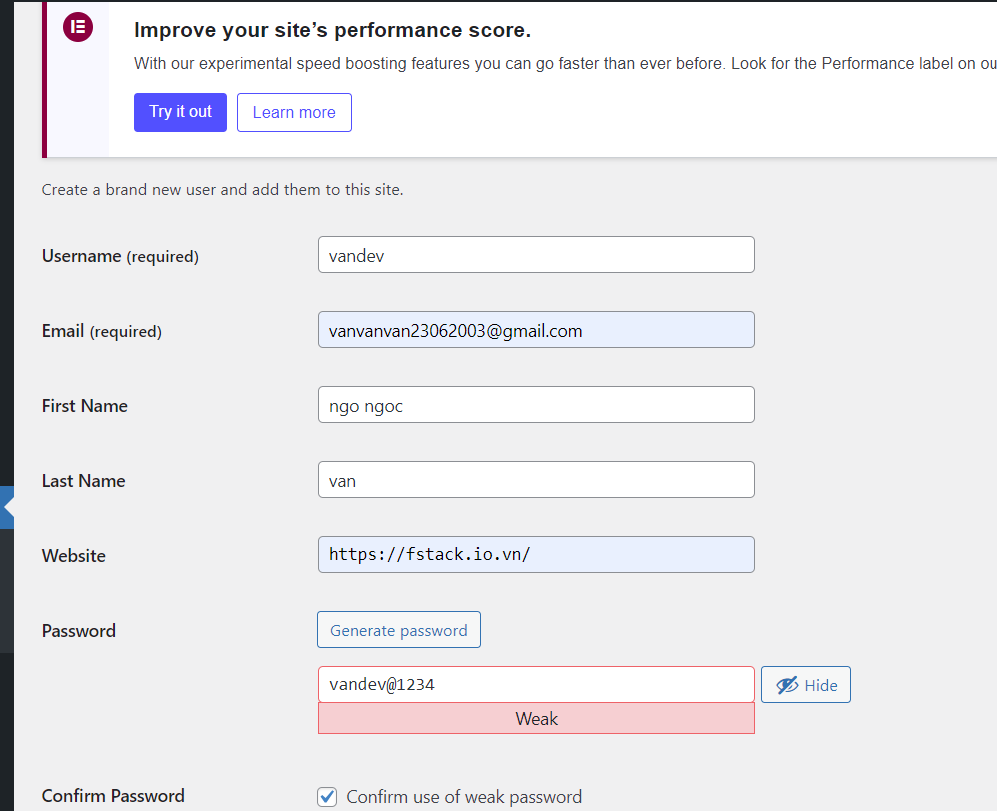 Improve your site’s performance score.
With our experimental speed boosting features you can go faster than ever before. Look for the Performance label on ou
Try it out
Learn more
Create a brand new user and add them to this site.
Username (required)
vandev
Email (required)
vanvanvan23062003@gmail.com
First Name
ngo ngoc
Last Name
van
Website
https://fstack.io.vn/
Password
Generate password
vandev@1234
Hide
Weak
Confirm Password
Confirm use of weak password